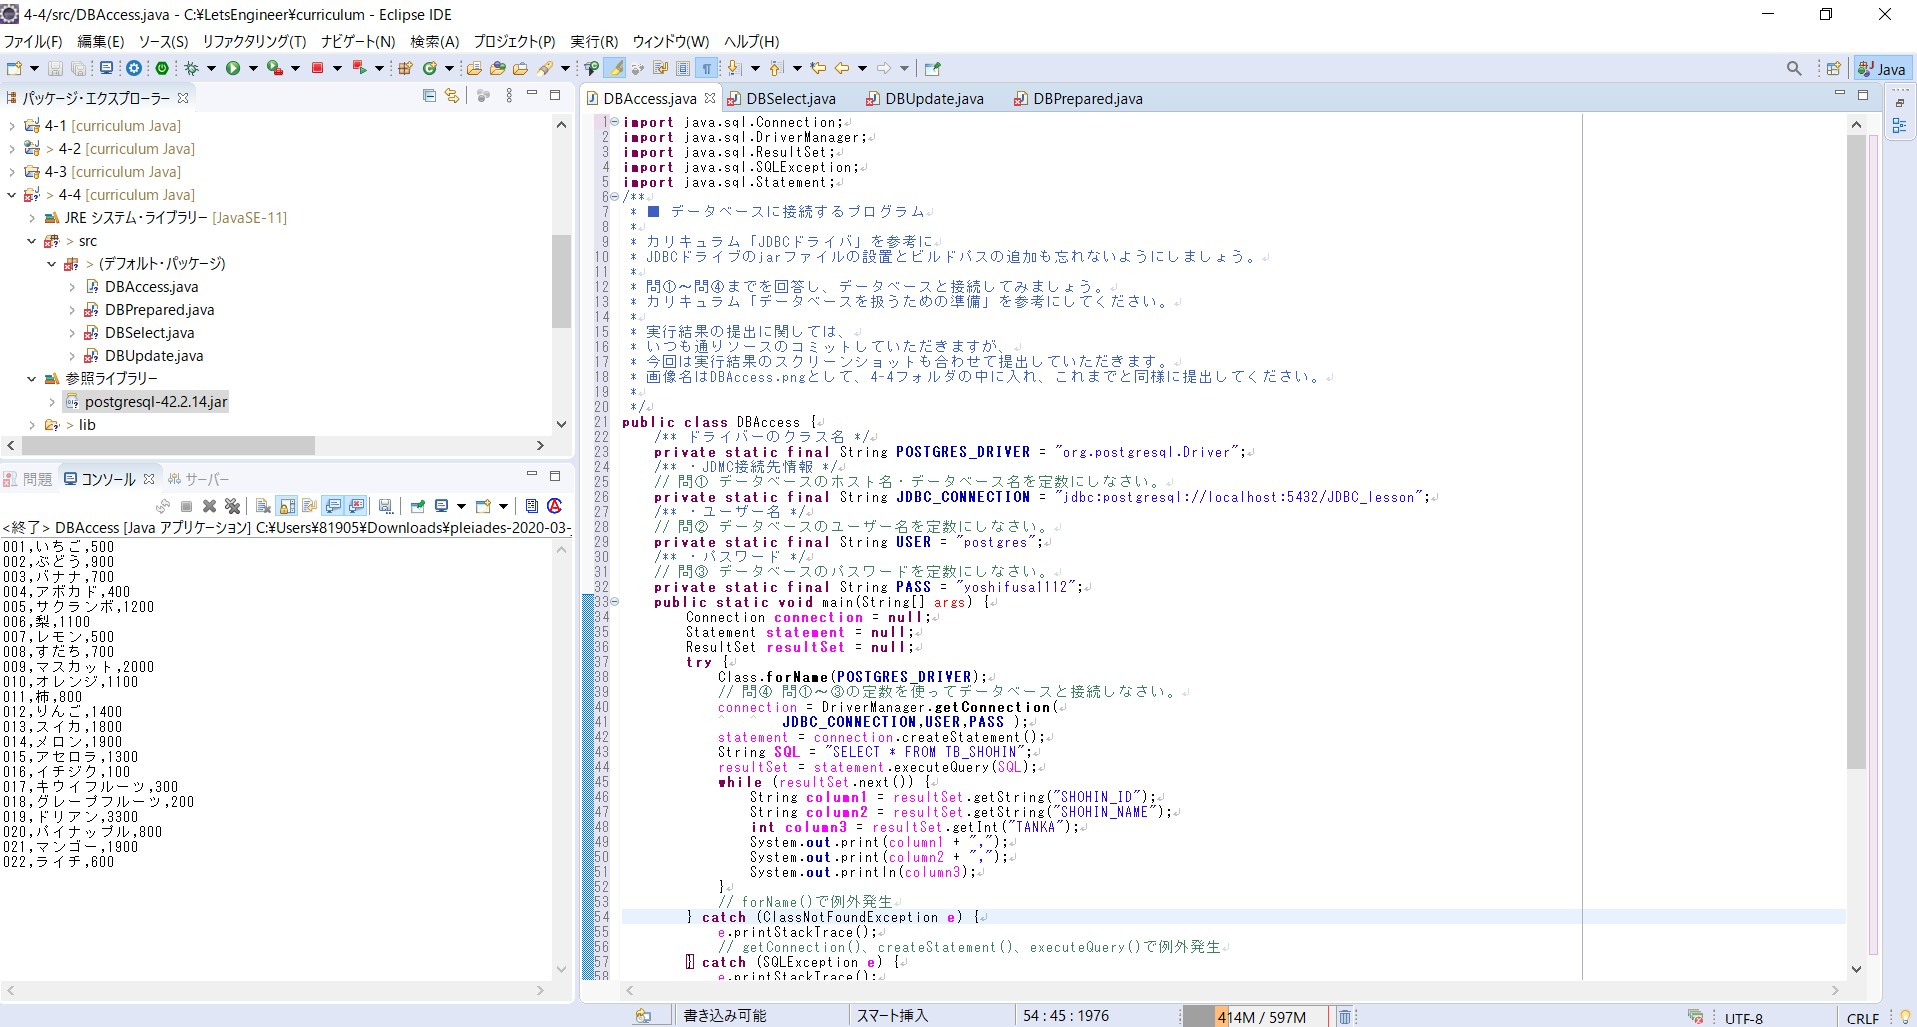 4-4/src/DBAccess.java - C:¥LetsEngineer¥curriculum - Eclipse IDE
ファイル(F) 編集(E) ソース(S) リファクタリング(T) ナビゲート(N) 検索(A) プロジェクト(P) 実行(R) ウィンドウ(W) ヘルプ(H)
Java
パッケージ・エクスプローラー
4-1 [curriculum Java]
> 4-2 [curriculum Java]
4-3 [curriculum Java]
> 4-4 [curriculum Java]
JRE システム・ライブラリー [JavaSE-11]
> src
> (デフォルト・パッケージ)
DBAccess.java
DBPrepared.java
DBSelect.java
DBUpdate.java
参照ライブラリー
postgresql-42.2.14.jar
> lib
問題 コンソール サーバー
<終了> DBAccess [Java アプリケーション] C:¥Users¥81905¥Downloads¥pleiades-2020-03-
001,いちご,500
002,ぶどう,900
003,バナナ,700
004,アボカド,400
005,サクランボ,1200
006,梨,1100
007,レモン,500
008,すだち,700
009,マスカット,2000
010,オレンジ,1100
011,柿,800
012,りんご,1400
013,スイカ,1800
014,メロン,1900
015,アセロラ,1300
016,イチジク,100
017,キウイフルーツ,300
018,グレープフルーツ,200
019,ドリアン,3300
020,パイナップル,800
021,マンゴー,1900
022,ライチ,600
DBAccess.java DBSelect.java DBUpdate.java DBPrepared.java
1 import java.sql.Connection;
2 import java.sql.DriverManager;
3 import java.sql.ResultSet;
4 import java.sql.SQLException;
5 import java.sql.Statement;
6 /**
7 * ■ データベースに接続するプログラム
8 *
9 * カリキュラム「JDBCドライバ」を参考に
10 * JDBCドライブのjarファイルの設置とビルドパスの追加も忘れないようにしましょう。
11 *
12 * 問①～問④までを回答し、データベースと接続してみましょう。
13 * カリキュラム「データベースを扱うための準備」を参考にしてください。
14 *
15 * 実行結果の提出に関しては、
16 * いつも通りソースのコミットしていただきますが、
17 * 今回は実行結果のスクリーンショットも合わせて提出していただきます。
18 * 画像名はDBAccess.pngとして、4-4フォルダの中に入れ、これまでと同様に提出してください。
19 *
20 */
21 public class DBAccess {
22 /** ドライバーのクラス名 */
23 private static final String POSTGRES_DRIVER = "org.postgresql.Driver";
24 /** ・JDMC接続先情報 */
25 // 問① データベースのホスト名・データベース名を定数にしなさい。
26 private static final String JDBC_CONNECTION = "jdbc:postgresql://localhost:5432/JDBC_lesson";
27 /** ・ユーザー名 */
28 // 問② データベースのユーザー名を定数にしなさい。
29 private static final String USER = "postgres";
30 /** ・パスワード */
31 // 問③ データベースのパスワードを定数にしなさい。
32 private static final String PASS = "yoshifusa1112";
33 public static void main(String[] args) {
34 Connection connection = null;
35 Statement statement = null;
36 ResultSet resultSet = null;
37 try {
38 Class.forName(POSTGRES_DRIVER);
39 // 問④ 問①～③の定数を使ってデータベースと接続しなさい。
40 connection = DriverManager.getConnection(
41 JDBC_CONNECTION,USER,PASS );
42 statement = connection.createStatement();
43 String SQL = "SELECT * FROM TB_SHOHIN";
44 resultSet = statement.executeQuery(SQL);
45 while (resultSet.next()) {
46 String column1 = resultSet.getString("SHOHIN_ID");
47 String column2 = resultSet.getString("SHOHIN_NAME");
48 int column3 = resultSet.getInt("TANKA");
49 System.out.print(column1 + ",");
50 System.out.print(column2 + ",");
51 System.out.println(column3);
52 }
53 // forName()で例外発生
54 } catch (ClassNotFoundException e) {
55 e.printStackTrace();
56 // getConnection()、createStatement()、executeQuery()で例外発生
57 } catch (SQLException e) {
58 e.printStackTrace();
書き込み可能 スマート挿入 54 : 45 : 1976 414M / 597M UTF-8 CRLF